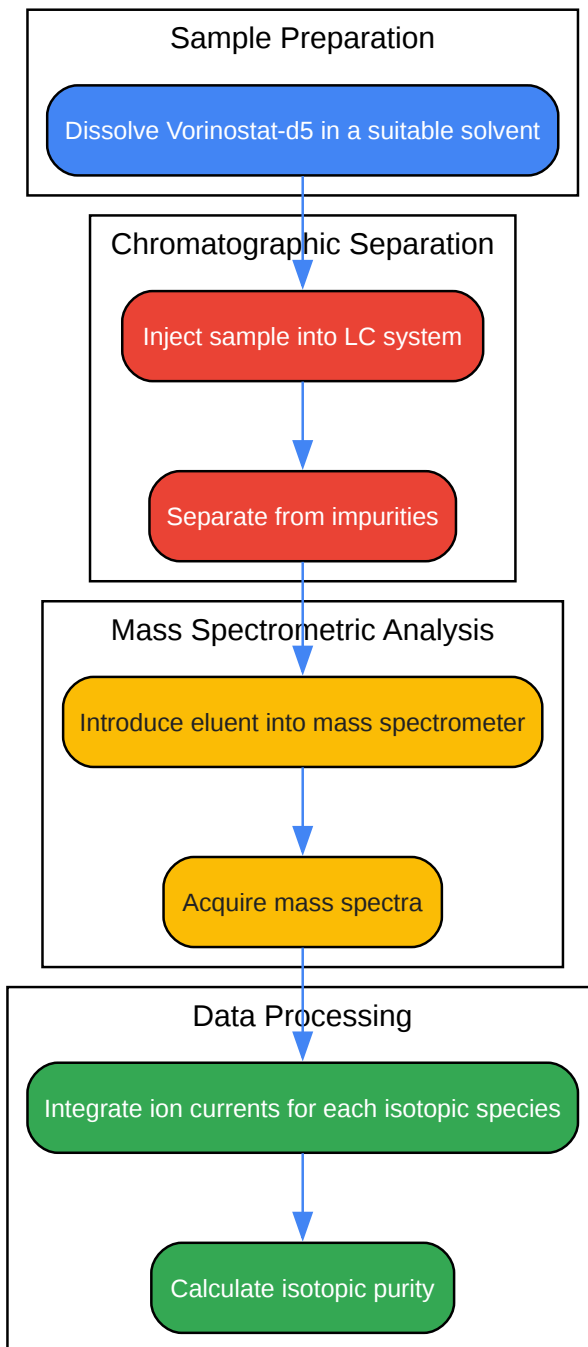 Sample Preparation
Dissolve Vorinostat-d5 in a suitable solvent
Chromatographic Separation
Inject sample into LC system
Separate from impurities
Mass Spectrometric Analysis
Introduce eluent into mass spectrometer
Acquire mass spectra
Data Processing
Integrate ion currents for each isotopic species
Calculate isotopic purity